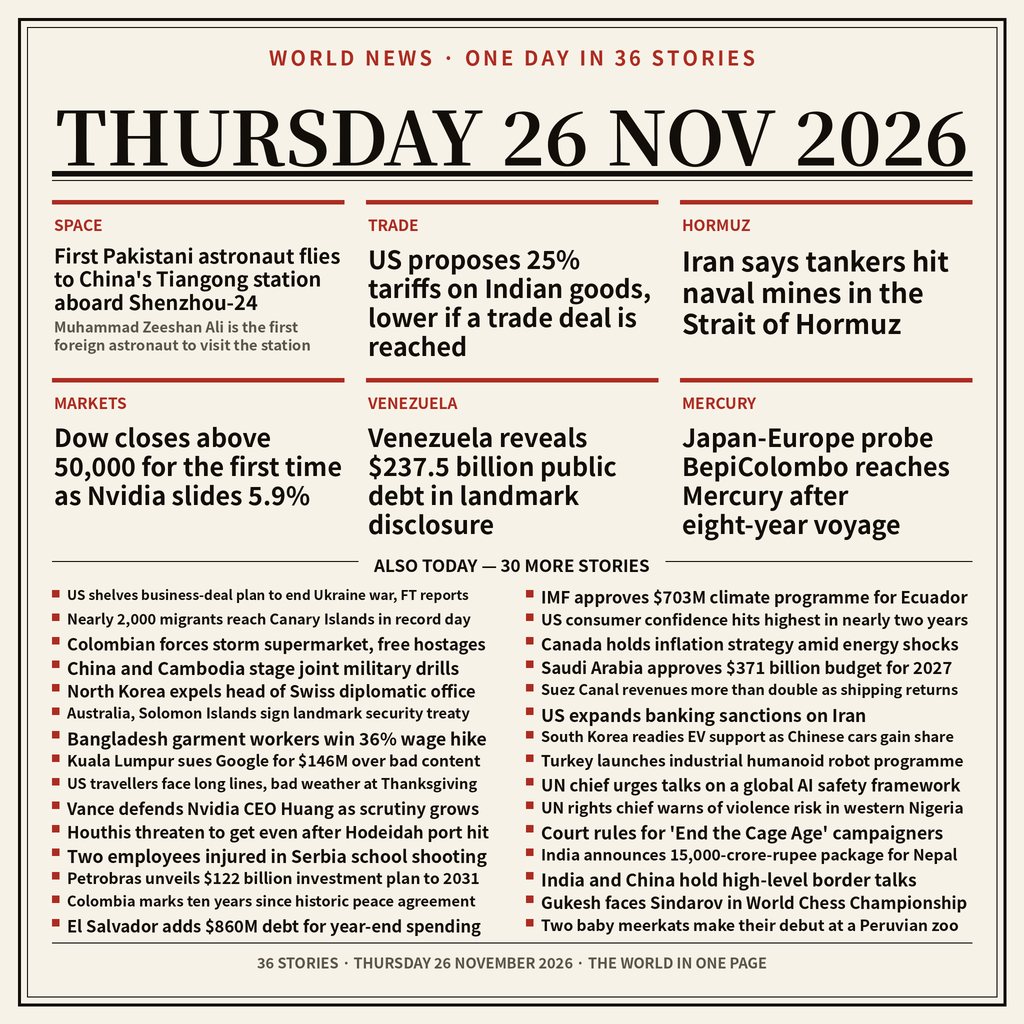 WORLD NEWS · ONE DAY IN 36 STORIES
THURSDAY 26 NOV 2026
SPACE
First Pakistani astronaut flies
to China's Tiangong station
aboard Shenzhou-24
Muhammad Zeeshan Ali is the first
foreign astronaut to visit the station
TRADE
US proposes 25%
tariffs on Indian goods,
lower if a trade deal is
reached
HORMUZ
Iran says tankers hit
naval mines in the
Strait of Hormuz
MARKETS
Dow closes above
50,000 for the first time
as Nvidia slides 5.9%
VENEZUELA
Venezuela reveals
$237.5 billion public
debt in landmark
disclosure
MERCURY
Japan-Europe probe
BepiColombo reaches
Mercury after
eight-year voyage
ALSO TODAY — 30 MORE STORIES
US shelves business-deal plan to end Ukraine war, FT reports
Nearly 2,000 migrants reach Canary Islands in record day
Colombian forces storm supermarket, free hostages
China and Cambodia stage joint military drills
North Korea expels head of Swiss diplomatic office
Australia, Solomon Islands sign landmark security treaty
Bangladesh garment workers win 36% wage hike
Kuala Lumpur sues Google for $146M over bad content
US travellers face long lines, bad weather at Thanksgiving
Vance defends Nvidia CEO Huang as scrutiny grows
Houthis threaten to get even after Hodeidah port hit
Two employees injured in Serbia school shooting
Petrobras unveils $122 billion investment plan to 2031
Colombia marks ten years since historic peace agreement
El Salvador adds $860M debt for year-end spending
IMF approves $703M climate programme for Ecuador
US consumer confidence hits highest in nearly two years
Canada holds inflation strategy amid energy shocks
Saudi Arabia approves $371 billion budget for 2027
Suez Canal revenues more than double as shipping returns
US expands banking sanctions on Iran
South Korea readies EV support as Chinese cars gain share
Turkey launches industrial humanoid robot programme
UN chief urges talks on a global AI safety framework
UN rights chief warns of violence risk in western Nigeria
Court rules for 'End the Cage Age' campaigners
India announces 15,000-crore-rupee package for Nepal
India and China hold high-level border talks
Gukesh faces Sindarov in World Chess Championship
Two baby meerkats make their debut at a Peruvian zoo
36 STORIES · THURSDAY 26 NOVEMBER 2026 · THE WORLD IN ONE PAGE